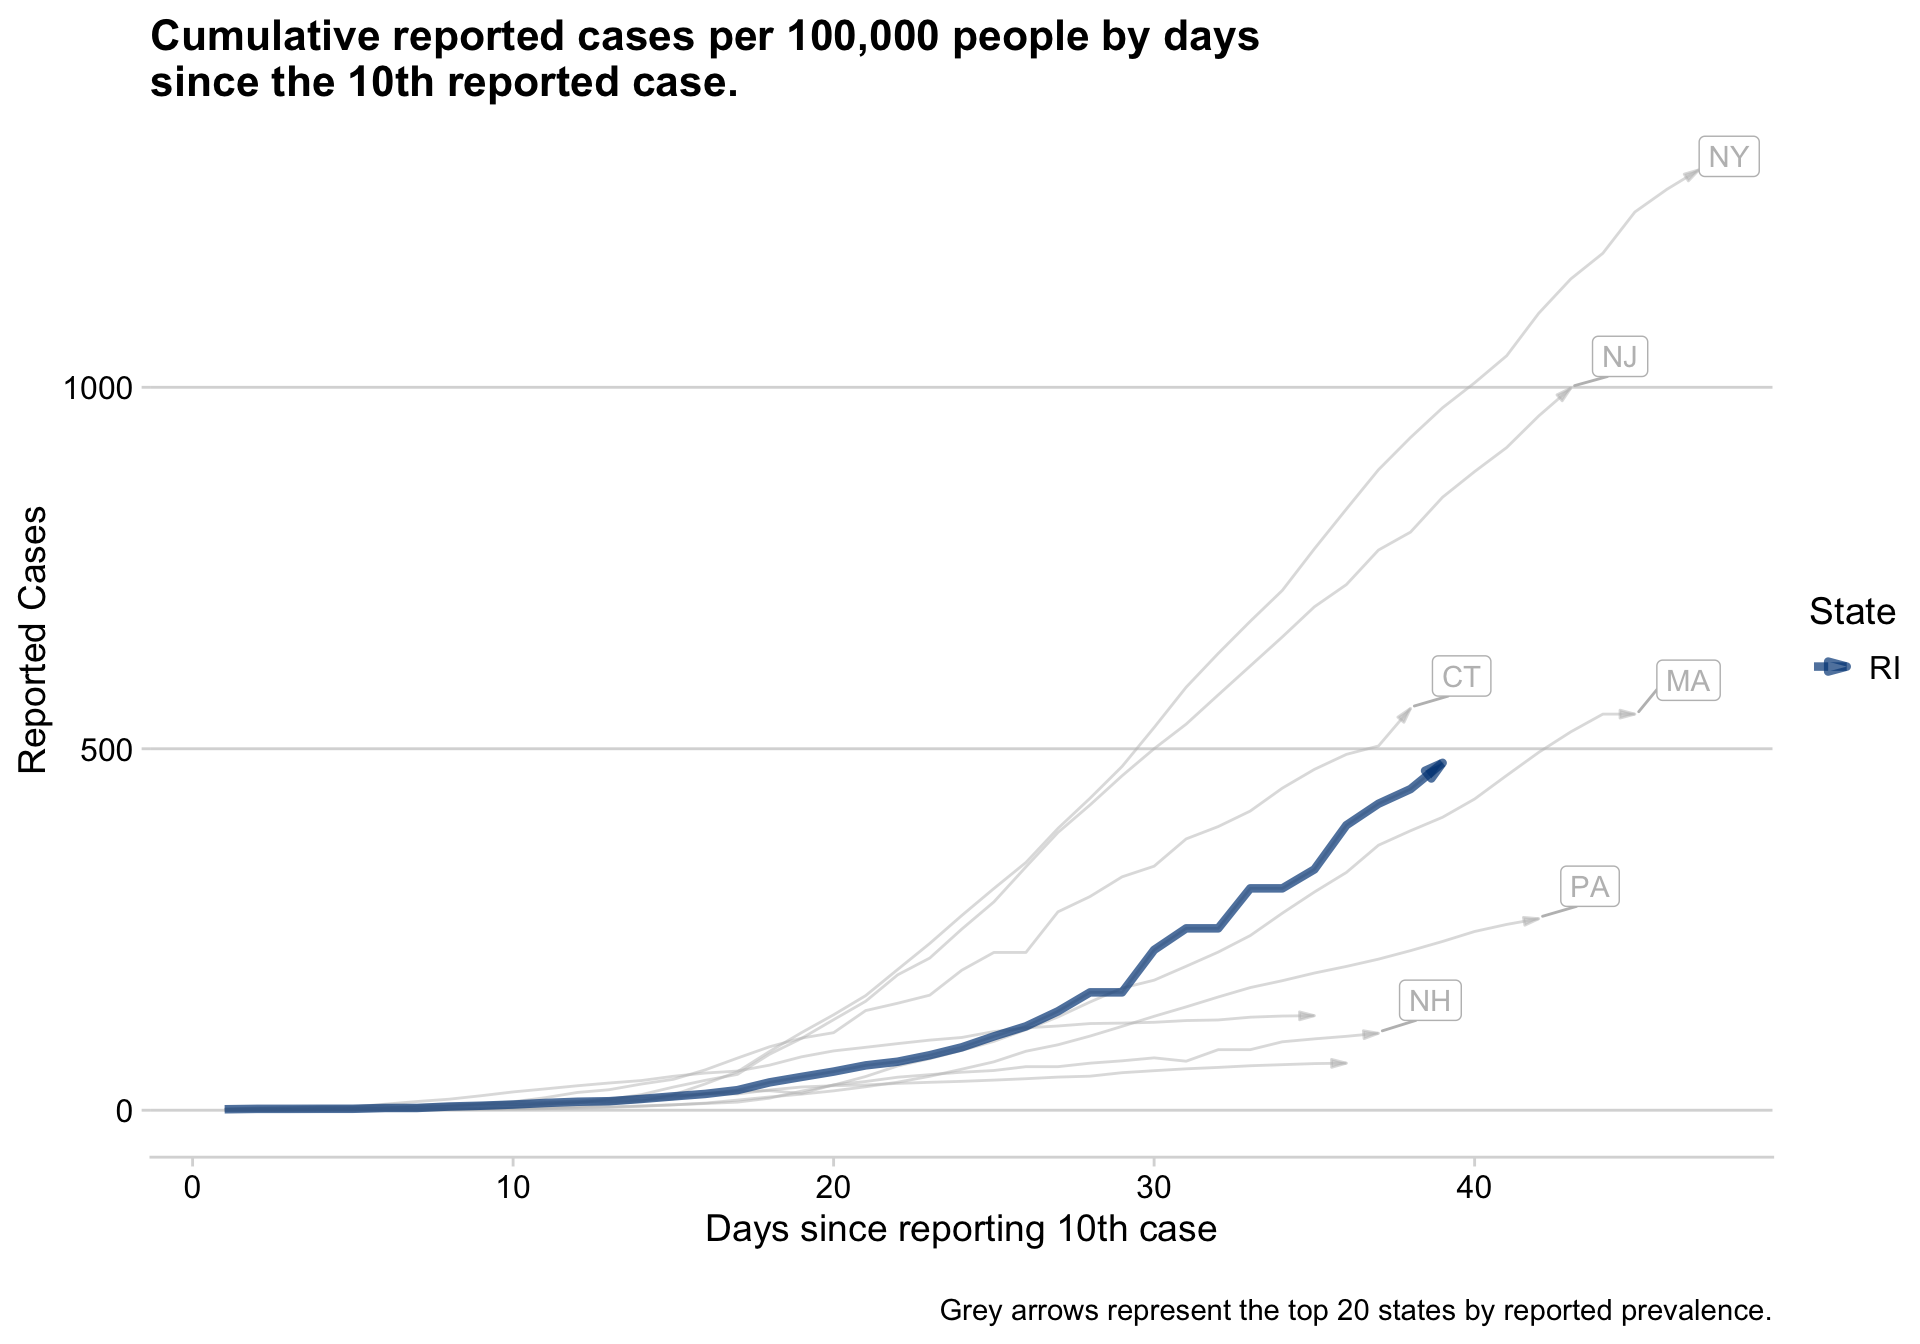 Cumulative reported cases per 100,000 people by days
since the 10th reported case.
NY
NJ
1000
CT
MA
500
PA
NH
0
Reported Cases
State
RI
0 10 20 30 40
Days since reporting 10th case
Grey arrows represent the top 20 states by reported prevalence.